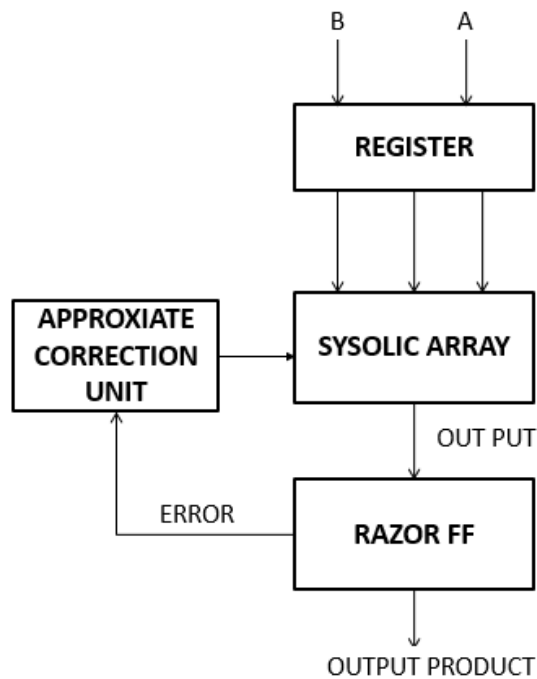 B A
REGISTER
APPROXIATE
CORRECTION
UNIT
SYSOLIC ARRAY
OUT PUT
ERROR
RAZOR FF
OUTPUT PRODUCT